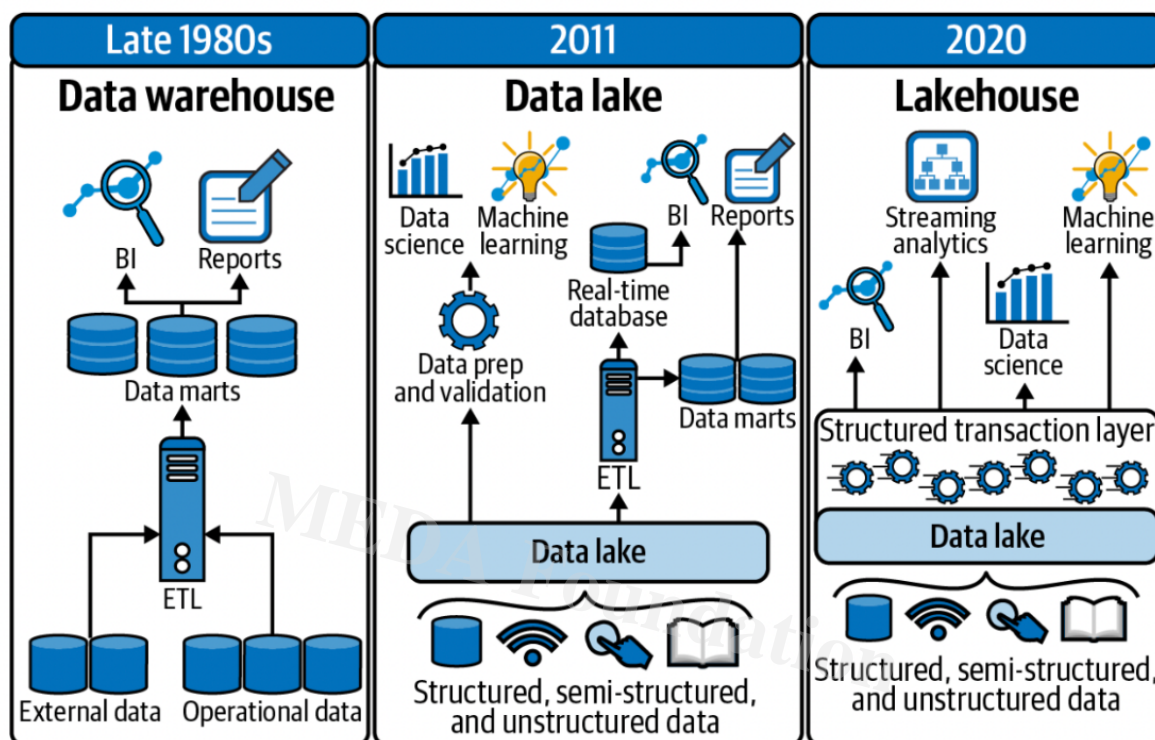 Late 1980s
Data warehouse
BI
Reports
Data marts
ETL
External data
Operational data
2011
Data lake
Data
science
Machine
learning
BI
Reports
Real-time
database
Data prep
and validation
Data marts
ETL
Data lake
Structured, semi-structured,
and unstructured data
2020
Lakehouse
Streaming
analytics
Machine
learning
BI
Data
science
Structured transaction layer
Data lake
Structured, semi-structured,
and unstructured data
MEDA Foundation